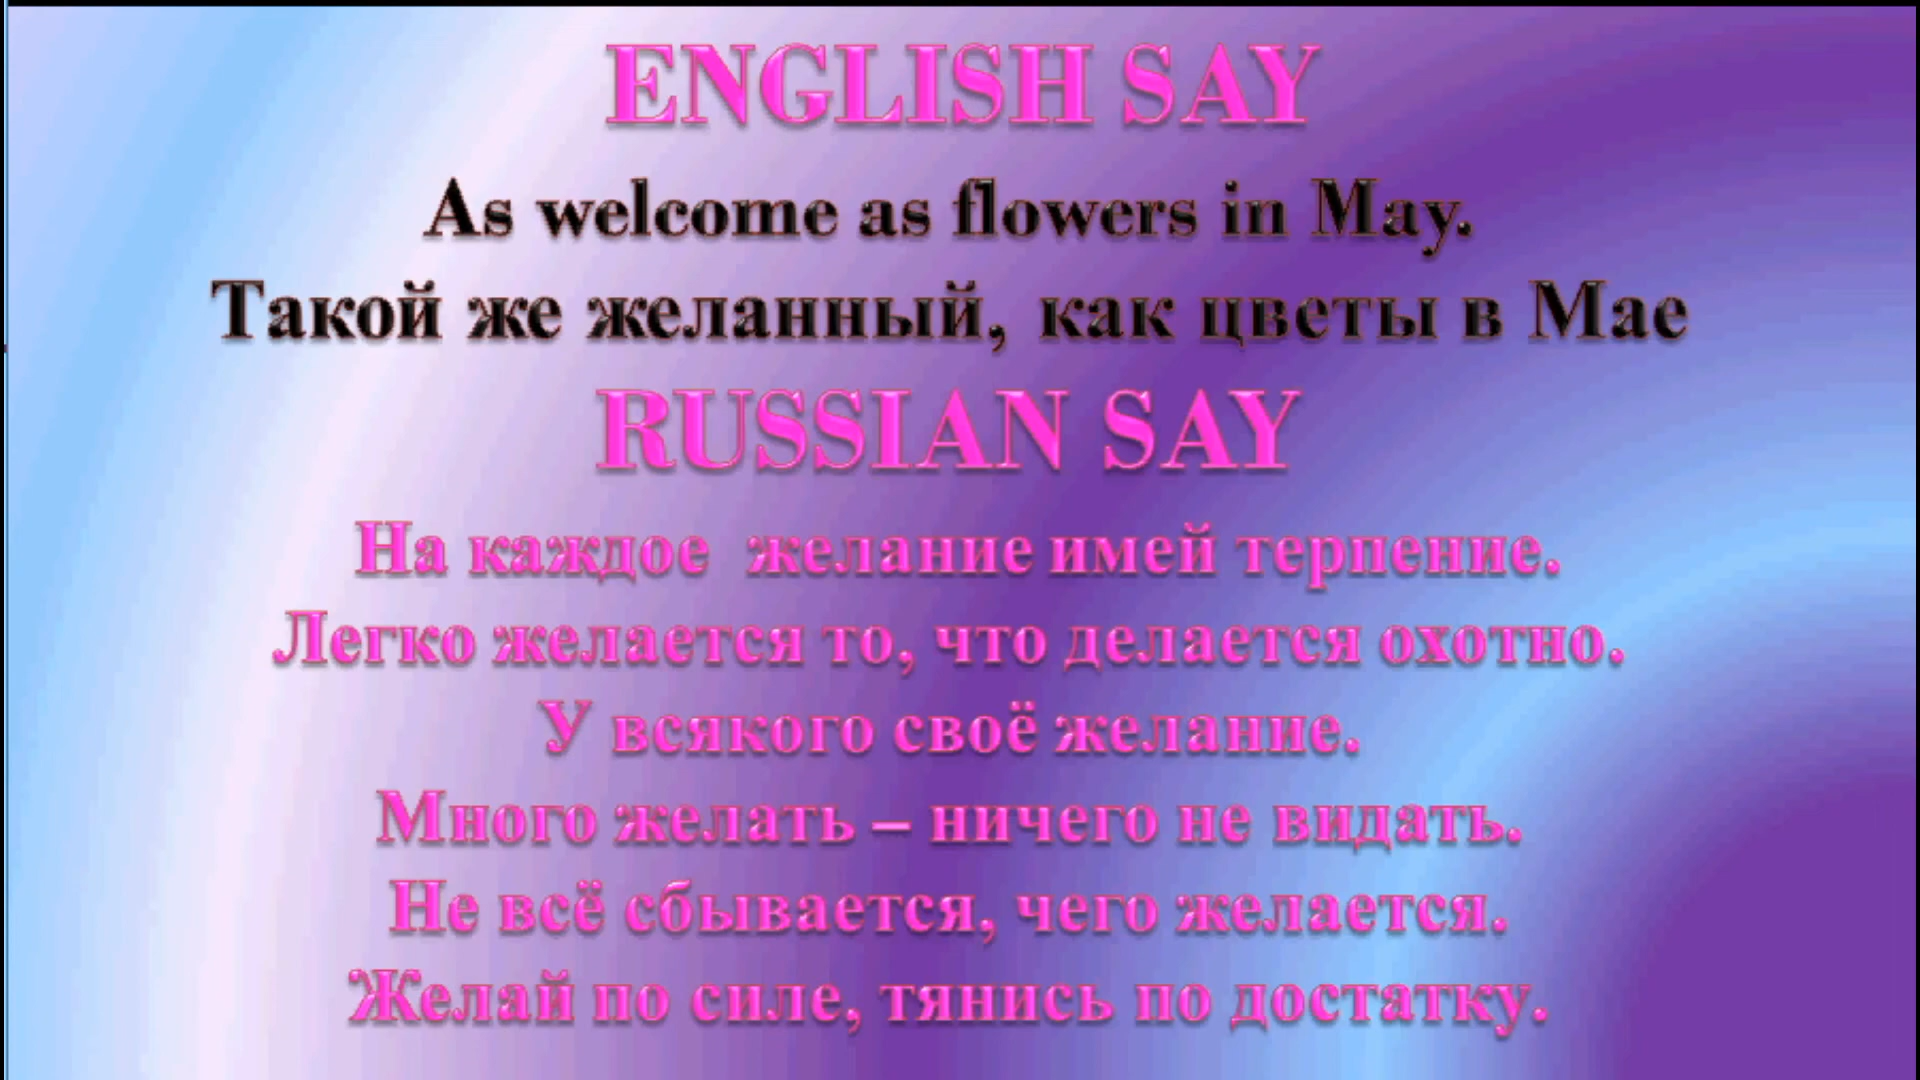 ENGLISH SAY
As welcome as flowers in May.
Такой же желанный, как цветы в Мае
RUSSIAN SAY
На каждое желание имей терпение.
Легко желается то, что делается охотно.
У всякого своё желание.
Много желать – ничего не видать.
Не всё сбывается, чего желается.
Желай по силе, тянись по достатку.